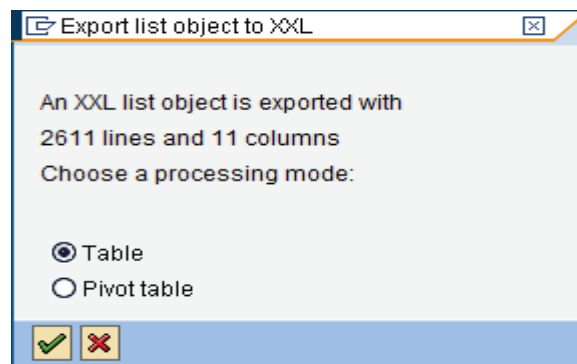 Export list object to XXL
An XXL list object is exported with
2611 lines and 11 columns
Choose a processing mode:
Table
Pivot table